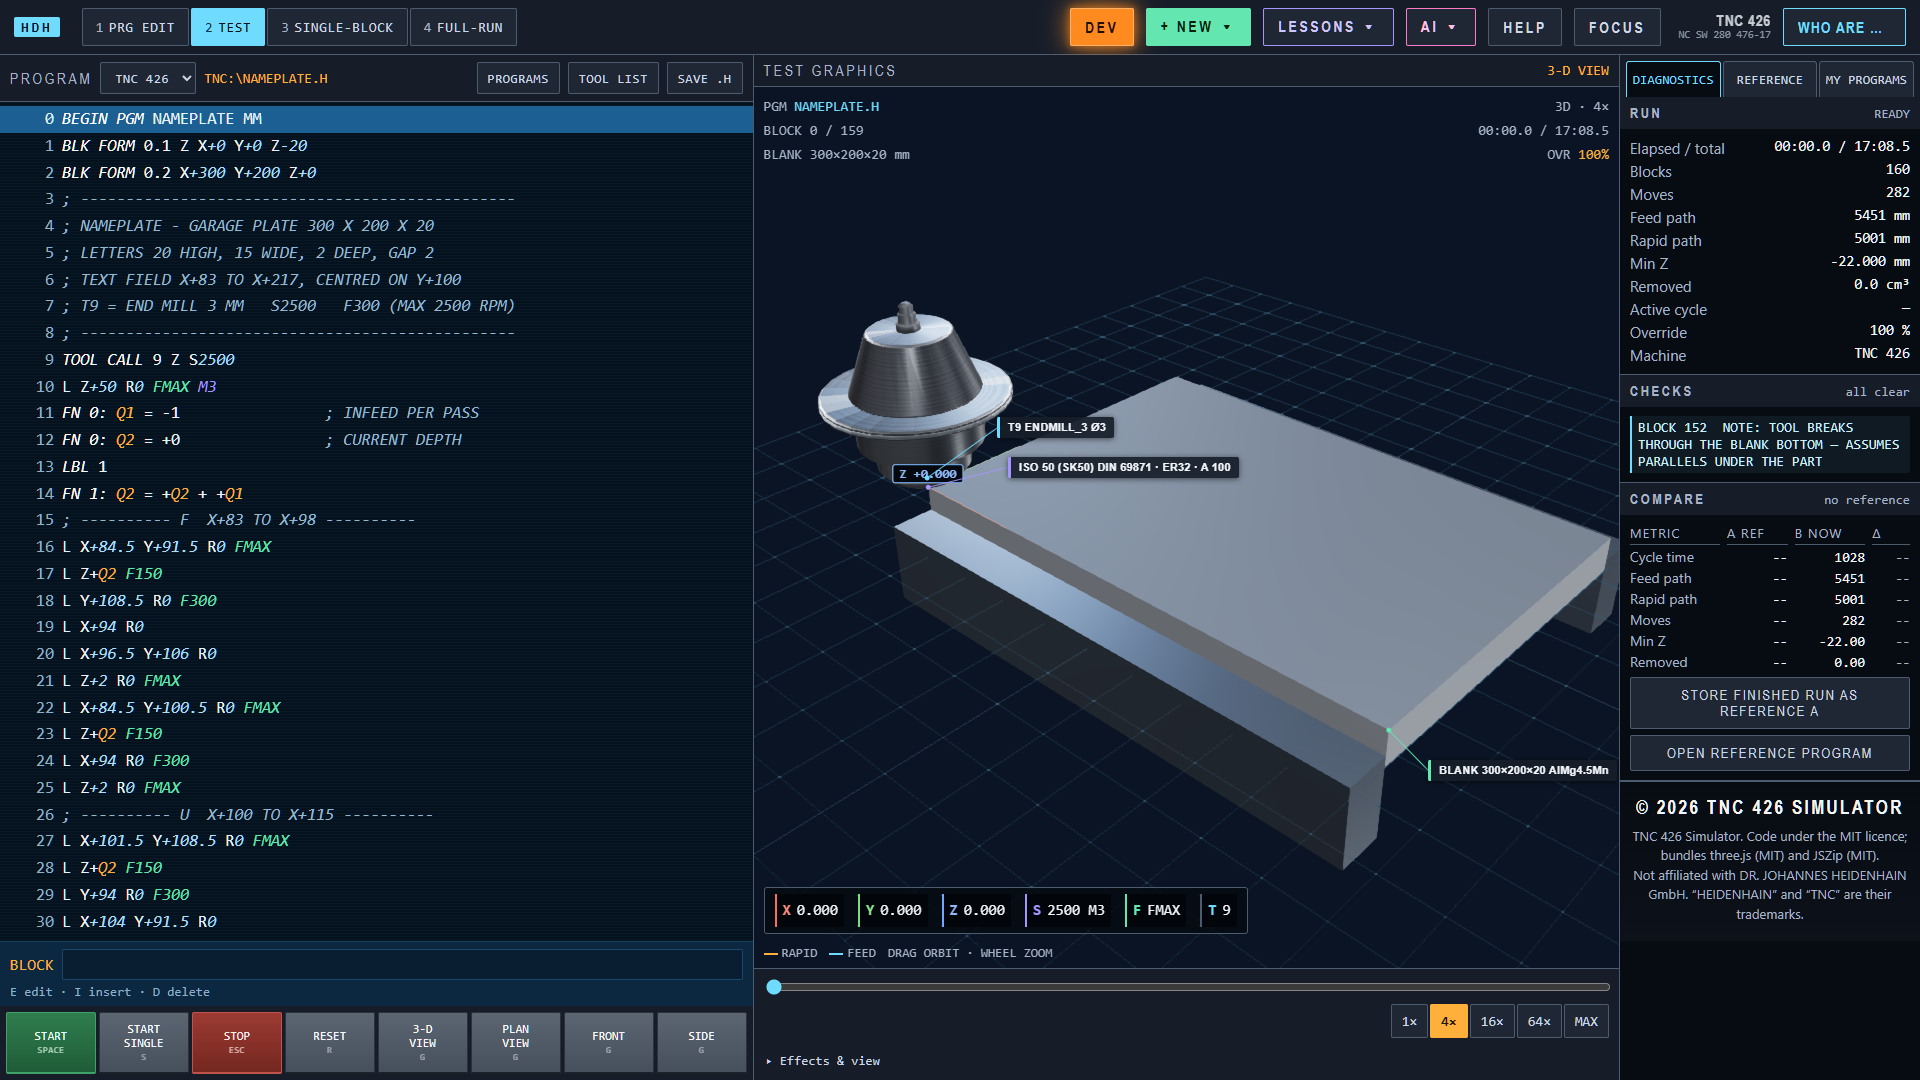 HDH
1 PRG EDIT
2 TEST
3 SINGLE-BLOCK
4 FULL-RUN
DEV
+ NEW ▾
LESSONS ▾
AI ▾
HELP
FOCUS
TNC 426
NC SW 280 476-17
WHO ARE …
PROGRAM
TNC 426
TNC:\NAMEPLATE.H
PROGRAMS
TOOL LIST
SAVE .H
0 BEGIN PGM NAMEPLATE MM
1 BLK FORM 0.1 Z X+0 Y+0 Z-20
2 BLK FORM 0.2 X+300 Y+200 Z+0
3 ; ------------------------------------------------
4 ; NAMEPLATE - GARAGE PLATE 300 X 200 X 20
5 ; LETTERS 20 HIGH, 15 WIDE, 2 DEEP, GAP 2
6 ; TEXT FIELD X+83 TO X+217, CENTRED ON Y+100
7 ; T9 = END MILL 3 MM   S2500   F300 (MAX 2500 RPM)
8 ; ------------------------------------------------
9 TOOL CALL 9 Z S2500
10 L Z+50 R0 FMAX M3
11 FN 0: Q1 = -1 ; INFEED PER PASS
12 FN 0: Q2 = +0 ; CURRENT DEPTH
13 LBL 1
14 FN 1: Q2 = +Q2 + +Q1
15 ; ---------- F  X+83 TO X+98 ----------
16 L X+84.5 Y+91.5 R0 FMAX
17 L Z+Q2 F150
18 L Y+108.5 R0 F300
19 L X+94 R0
20 L X+96.5 Y+106 R0
21 L Z+2 R0 FMAX
22 L X+84.5 Y+100.5 R0 FMAX
23 L Z+Q2 F150
24 L X+94 R0 F300
25 L Z+2 R0 FMAX
26 ; ---------- U  X+100 TO X+115 ----------
27 L X+101.5 Y+108.5 R0 FMAX
28 L Z+Q2 F150
29 L Y+94 R0 F300
30 L X+104 Y+91.5 R0
BLOCK
E edit · I insert · D delete
START
SPACE
START SINGLE
S
STOP
ESC
RESET
R
3-D VIEW
G
PLAN VIEW
G
FRONT
G
SIDE
G
TEST GRAPHICS
3-D VIEW
PGM NAMEPLATE.H
3D · 4×
BLOCK 0 / 159
00:00.0 / 17:08.5
BLANK 300×200×20 mm
OVR 100%
T9 ENDMILL_3 Ø3
ISO 50 (SK50) DIN 69871 · ER32 · A 100
Z +0.000
BLANK 300×200×20 AlMg4.5Mn
X 0.000
Y 0.000
Z 0.000
S 2500 M3
F FMAX
T 9
RAPID
FEED
DRAG ORBIT · WHEEL ZOOM
1×
4×
16×
64×
MAX
▸ Effects & view
DIAGNOSTICS
REFERENCE
MY PROGRAMS
RUN
READY
Elapsed / total 00:00.0 / 17:08.5
Blocks 160
Moves 282
Feed path 5451 mm
Rapid path 5001 mm
Min Z -22.000 mm
Removed 0.0 cm³
Active cycle —
Override 100 %
Machine TNC 426
CHECKS
all clear
BLOCK 152  NOTE: TOOL BREAKS
THROUGH THE BLANK BOTTOM — ASSUMES
PARALLELS UNDER THE PART
COMPARE
no reference
METRIC A REF B NOW Δ
Cycle time -- 1028 --
Feed path -- 5451 --
Rapid path -- 5001 --
Moves -- 282 --
Min Z -- -22.00 --
Removed -- 0.00 --
STORE FINISHED RUN AS
REFERENCE A
OPEN REFERENCE PROGRAM
© 2026 TNC 426 SIMULATOR
TNC 426 Simulator. Code under the MIT licence;
bundles three.js (MIT) and JSZip (MIT).
Not affiliated with DR. JOHANNES HEIDENHAIN
GmbH. “HEIDENHAIN” and “TNC” are their
trademarks.